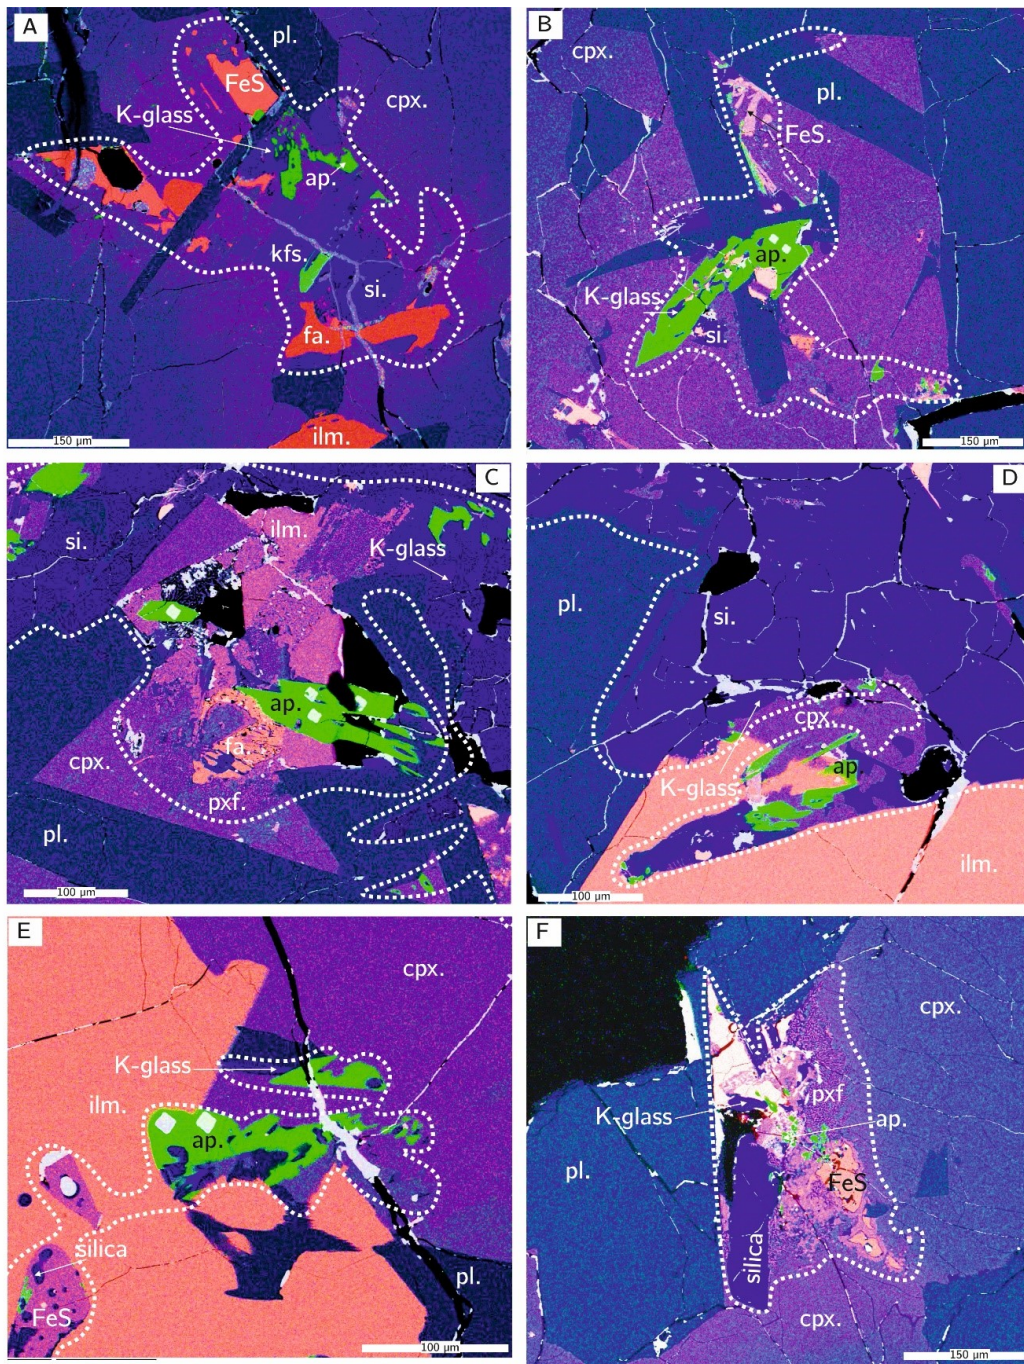 A
pl.
FeS
cpx.
K-glass
ap.
kfs.
si.
fa.
ilm.
150 µm
B
cpx.
pl.
FeS.
ap.
K-glass
si.
150 µm
C
ilm.
si.
K-glass
ap.
fa.
cpx.
pxf.
pl.
100 µm
D
pl.
si.
cpx.
K-glass
ap
ilm.
100 µm
E
cpx.
K-glass
ilm.
ap.
silica
FeS
pl.
100 µm
F
cpx.
pxf
K-glass
ap.
pl.
FeS
silica
cpx.
150 µm